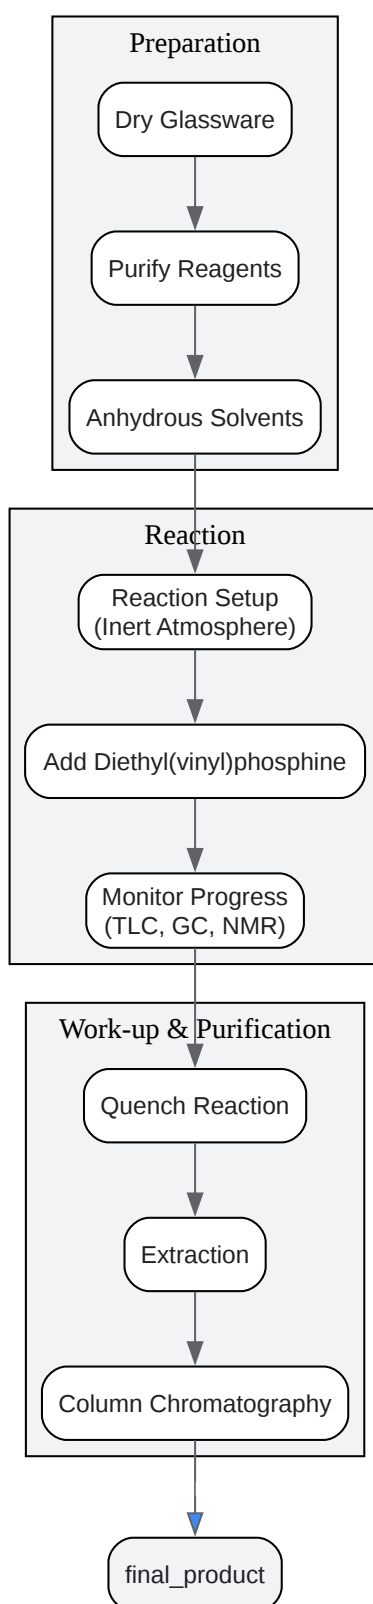 Preparation
Dry Glassware
Purify Reagents
Anhydrous Solvents
Reaction
Reaction Setup
(Inert Atmosphere)
Add Diethyl(vinyl)phosphine
Monitor Progress
(TLC, GC, NMR)
Work-up & Purification
Quench Reaction
Extraction
Column Chromatography
final_product